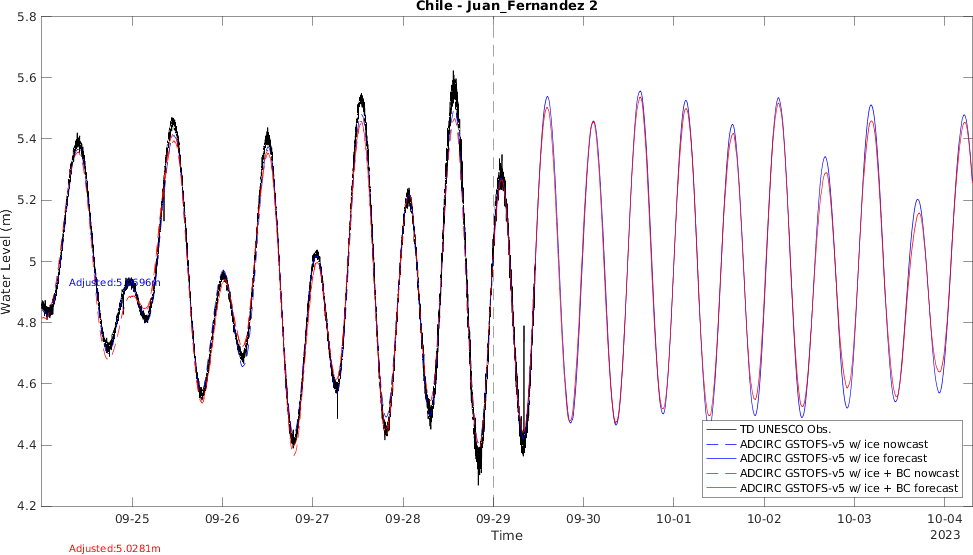 Chile - Juan_Fernandez 2
5.8
5.6
5.4
5.2
5
4.8
4.6
4.4
4.2
Water Level (m)
TD UNESCO Obs.
ADCIRC GSTOFS-v5 w/ ice nowcast
ADCIRC GSTOFS-v5 w/ ice forecast
ADCIRC GSTOFS-v5 w/ ice + BC nowcast
ADCIRC GSTOFS-v5 w/ ice + BC forecast
09-25 09-26 09-27 09-28 09-29 09-30 10-01 10-02 10-03 10-04
Time
2023
Adjusted:5.0281m